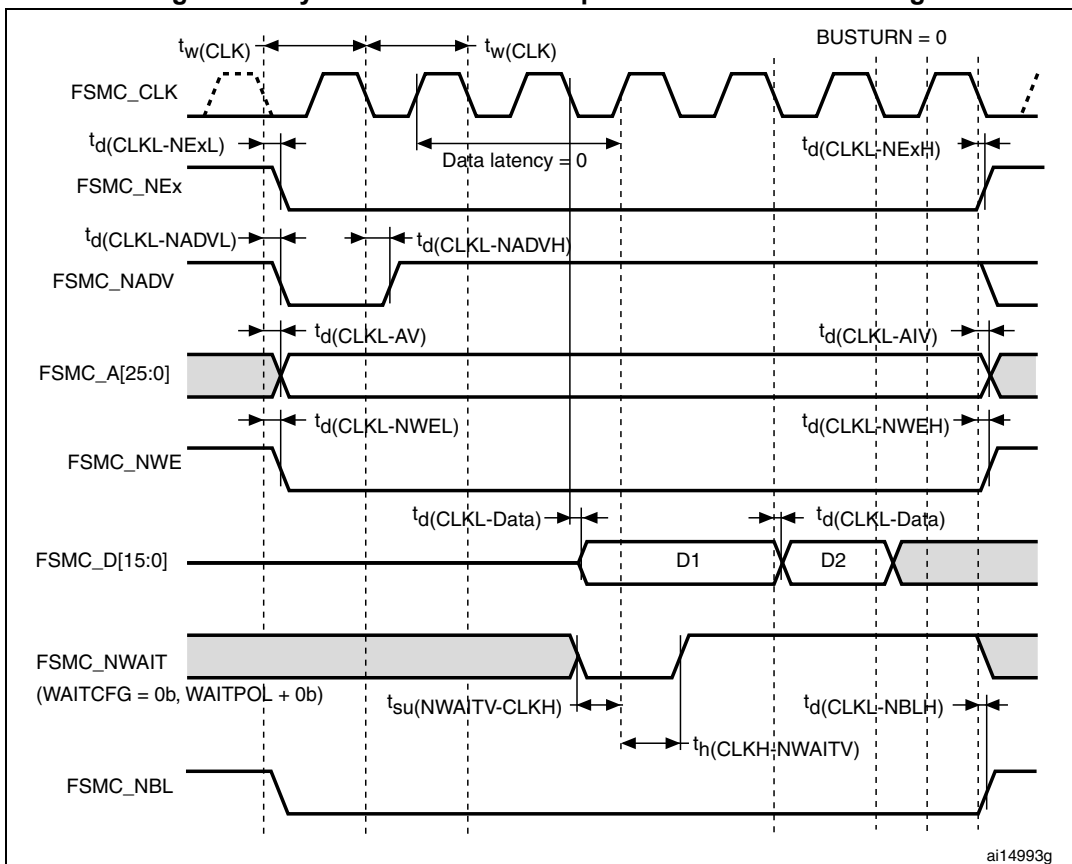 tw(CLK) tw(CLK) BUSTURN = 0
FSMC_CLK
td(CLKL-NExL) Data latency = 0 td(CLKL-NExH)
FSMC_NEx
td(CLKL-NADVL) td(CLKL-NADVH)
FSMC_NADV
td(CLKL-AV) td(CLKL-AIV)
FSMC_A[25:0]
td(CLKL-NWEL) td(CLKL-NWEH)
FSMC_NWE
td(CLKL-Data) td(CLKL-Data)
FSMC_D[15:0] D1 D2
FSMC_NWAIT
(WAITCFG = 0b, WAITPOL + 0b)
tsu(NWAITV-CLKH) td(CLKL-NBLH)
th(CLKH-NWAITV)
FSMC_NBL
ai14993g